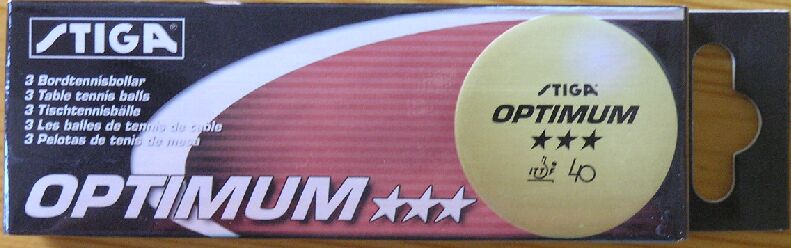 STIGA
3 Bordtennisbollar
3 Table tennis balls
3 Tischtennisbälle
3 Les balles de tennis de table
3 Pelotas de tenis de mesa
OPTIMUM ★★★
STIGA
OPTIMUM
★★★
ITTF 40